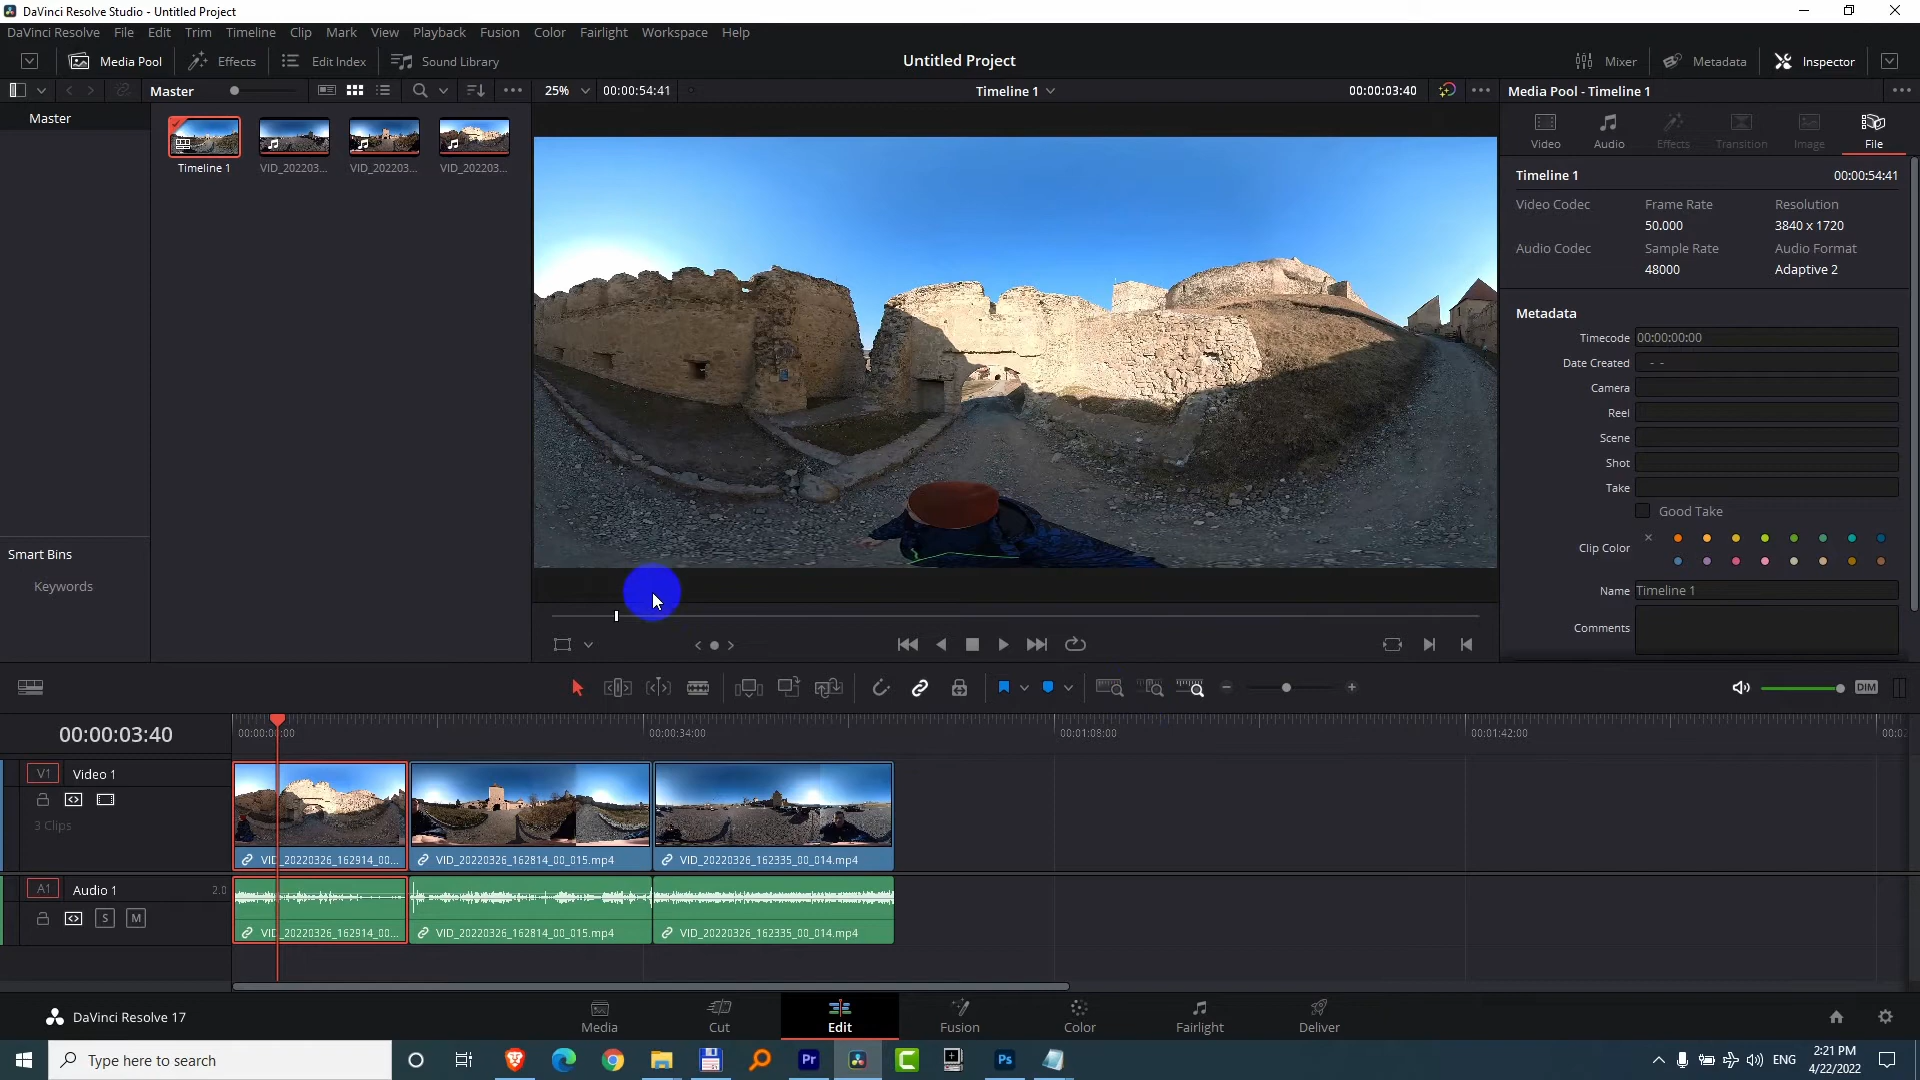 DaVinci Resolve Studio - Untitled Project
DaVinci Resolve File Edit Trim Timeline Clip Mark View Playback Fusion Color Fairlight Workspace Help
Media Pool Effects Edit Index Sound Library Untitled Project Mixer Metadata Inspector
Master 25% 00:00:54:41 Timeline 1 00:00:03:40 Media Pool - Timeline 1
Master
Timeline 1 VID_202203... VID_202203... VID_202203...
Smart Bins
Keywords
Video Audio Effects Transition Image File
Timeline 1 00:00:54:41
Video Codec Frame Rate Resolution
50.000 3840 x 1720
Audio Codec Sample Rate Audio Format
48000 Adaptive 2
Metadata
Timecode 00:00:00:00
Date Created - -
Camera
Reel
Scene
Shot
Take
Good Take
Clip Color
Name Timeline 1
Comments
DIM
00:00:03:40
00:00:34:00 00:01:08:00 00:01:42:00
V1 Video 1
3 Clips
VID_20220326_162914_00... VID_20220326_162814_00_015.mp4 VID_20220326_162335_00_014.mp4
A1 Audio 1 2.0
S M
VID_20220326_162914_00... VID_20220326_162814_00_015.mp4 VID_20220326_162335_00_014.mp4
DaVinci Resolve 17
Media Cut Edit Fusion Color Fairlight Deliver
Type here to search
Pr Ps
ENG 2:21 PM
4/22/2022